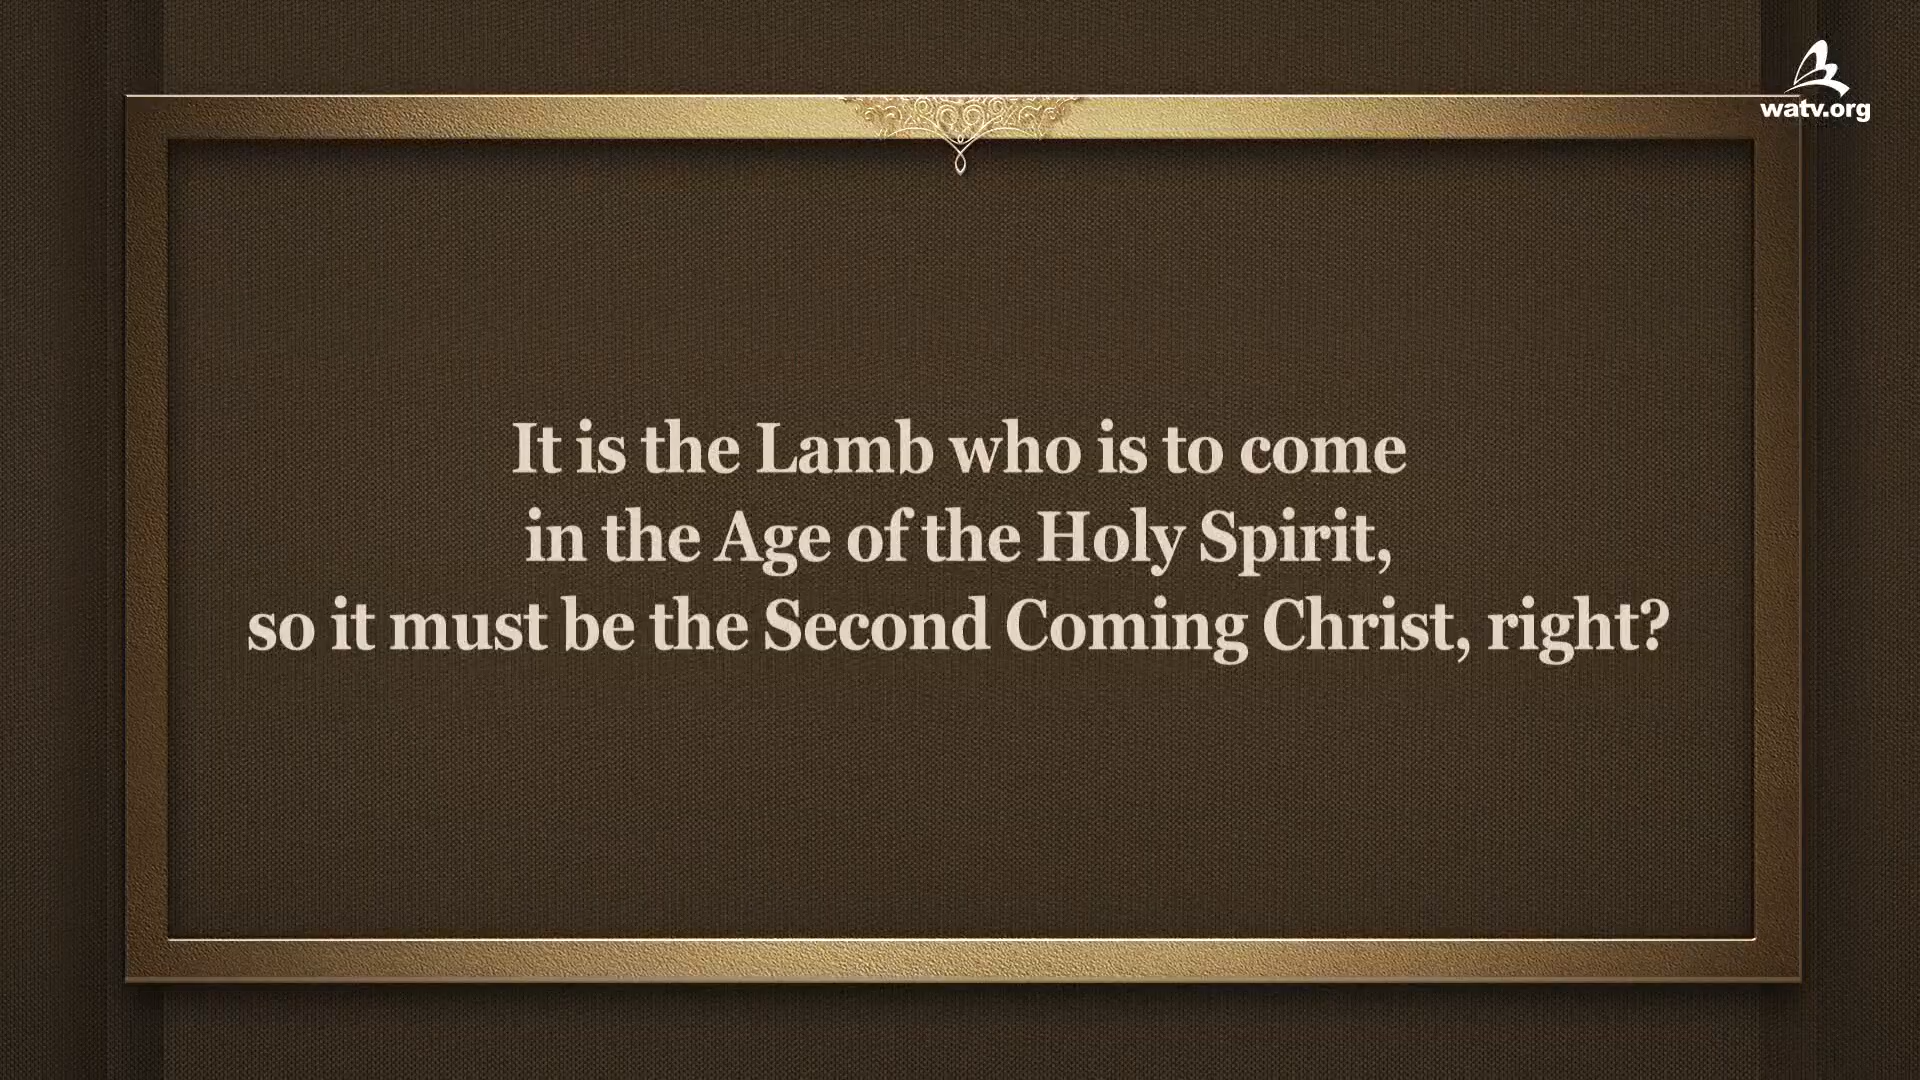 watv.org
It is the Lamb who is to come
in the Age of the Holy Spirit,
so it must be the Second Coming Christ, right?